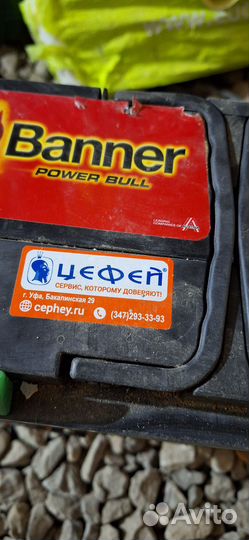 Banner
POWER BULL
ЦЕФЕЙ
СЕРВИС, КОТОРОМУ ДОВЕРЯЮТ!
г. Уфа, Бакалинская 29
cephey.ru
(347)293-33-93
Avito